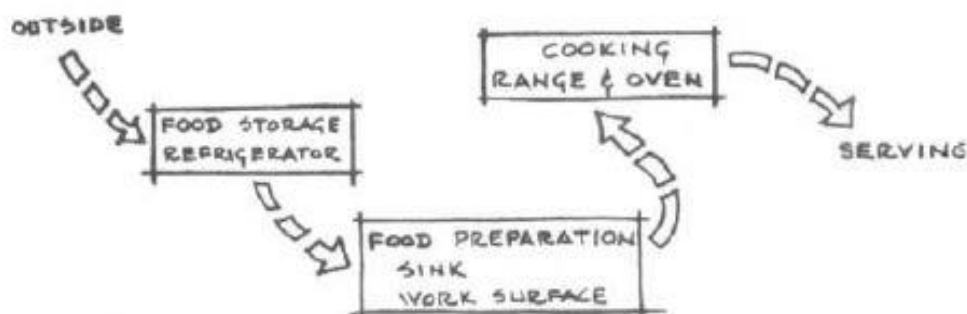 OUTSIDE
FOOD STORAGE
REFRIGERATOR
FOOD PREPARATION
SINK
WORK SURFACE
COOKING
RANGE & OVEN
SERVING